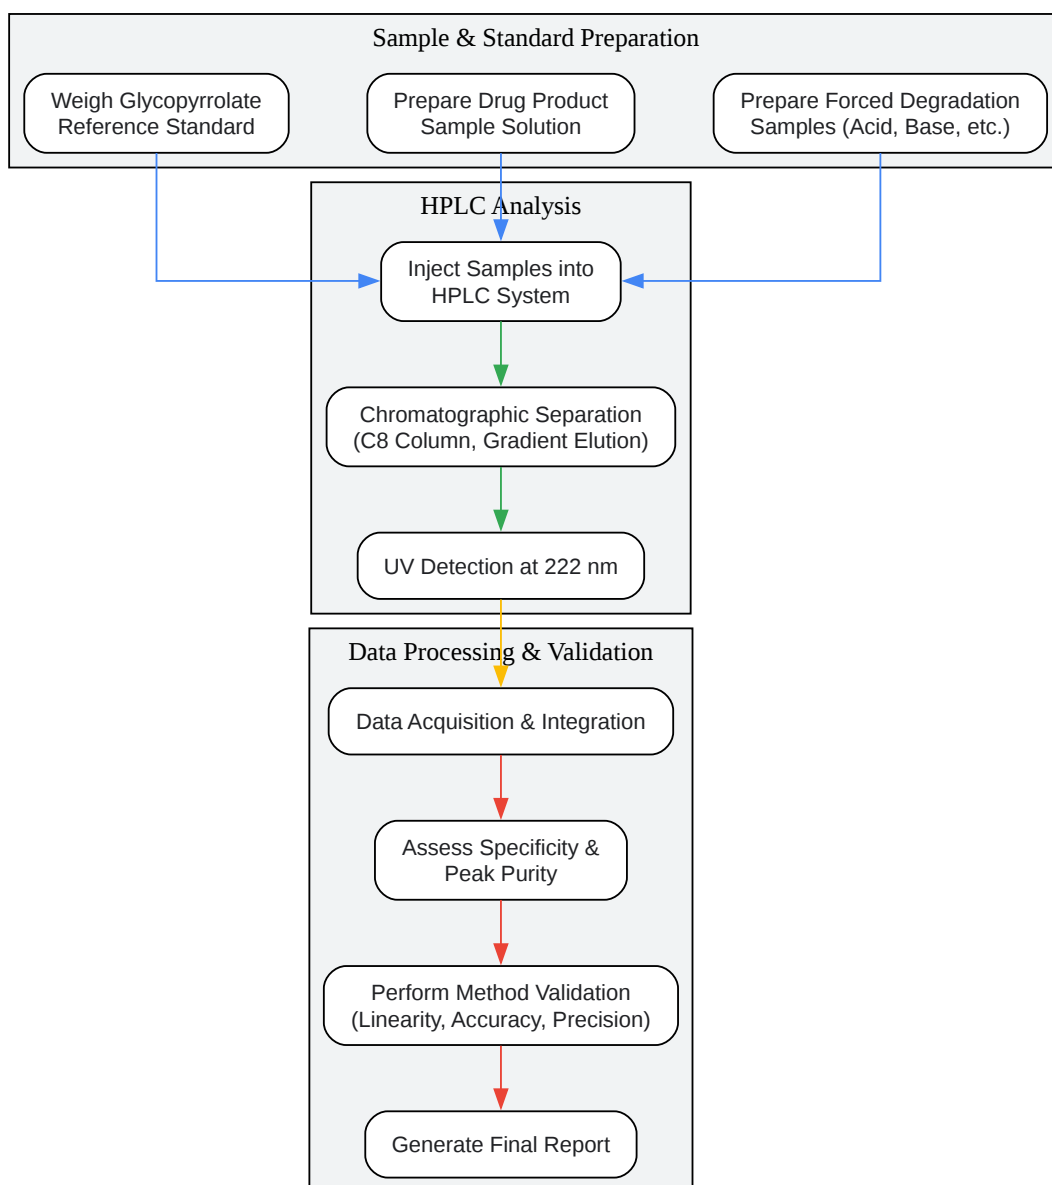 Sample & Standard Preparation
Weigh Glycopyrrolate
Reference Standard
Prepare Drug Product
Sample Solution
Prepare Forced Degradation
Samples (Acid, Base, etc.)
HPLC Analysis
Inject Samples into
HPLC System
Chromatographic Separation
(C8 Column, Gradient Elution)
UV Detection at 222 nm
Data Processing & Validation
Data Acquisition & Integration
Assess Specificity &
Peak Purity
Perform Method Validation
(Linearity, Accuracy, Precision)
Generate Final Report